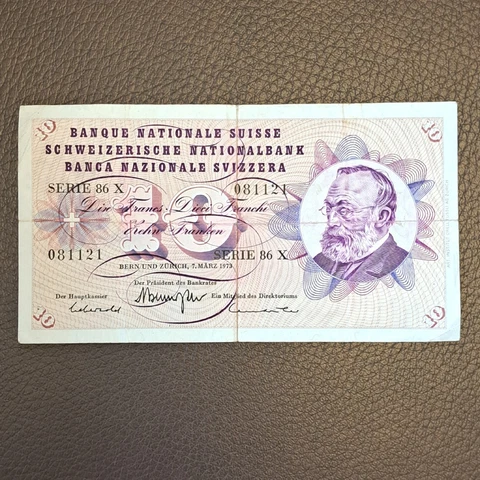 10
10
BANQUE NATIONALE SUISSE
SCHWEIZERISCHE NATIONALBANK
BANCA NAZIONALE SVIZZERA
SERIE 86 X 081121
Dix Francs · Dieci Franchi
Zehn Franken
10
081121 SERIE 86 X
BERN UND ZÜRICH, 7. MÄRZ 1973
Der Präsident des Bankrates
Der Hauptkassier Ein Mitglied des Direktoriums
10
10